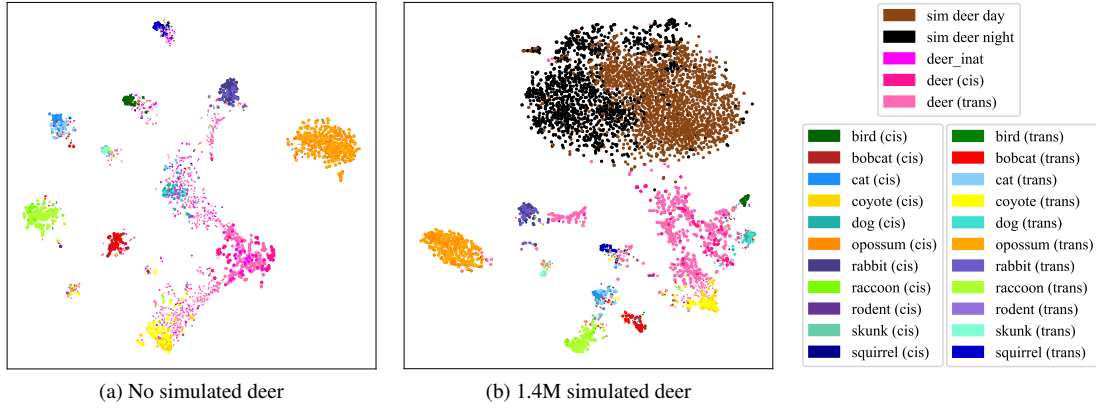 sim deer day
sim deer night
deer_inat
deer (cis)
deer (trans)
bird (cis)
bobcat (cis)
cat (cis)
coyote (cis)
dog (cis)
opossum (cis)
rabbit (cis)
raccoon (cis)
rodent (cis)
skunk (cis)
squirrel (cis)
bird (trans)
bobcat (trans)
cat (trans)
coyote (trans)
dog (trans)
opossum (trans)
rabbit (trans)
raccoon (trans)
rodent (trans)
skunk (trans)
squirrel (trans)
(a) No simulated deer
(b) 1.4M simulated deer